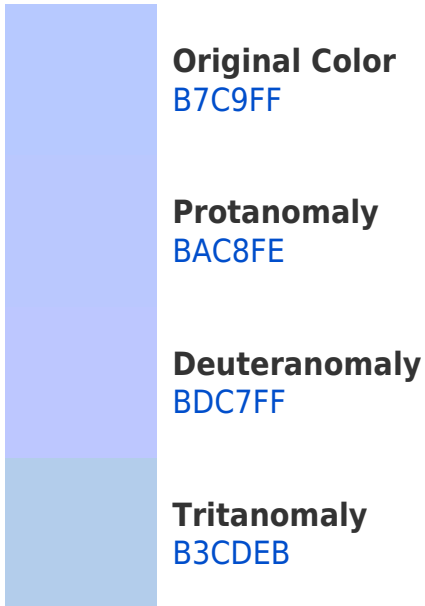 Original Color
B7C9FF
Protanomaly
BAC8FE
Deuteranomaly
BDC7FF
Tritanomaly
B3CDEB